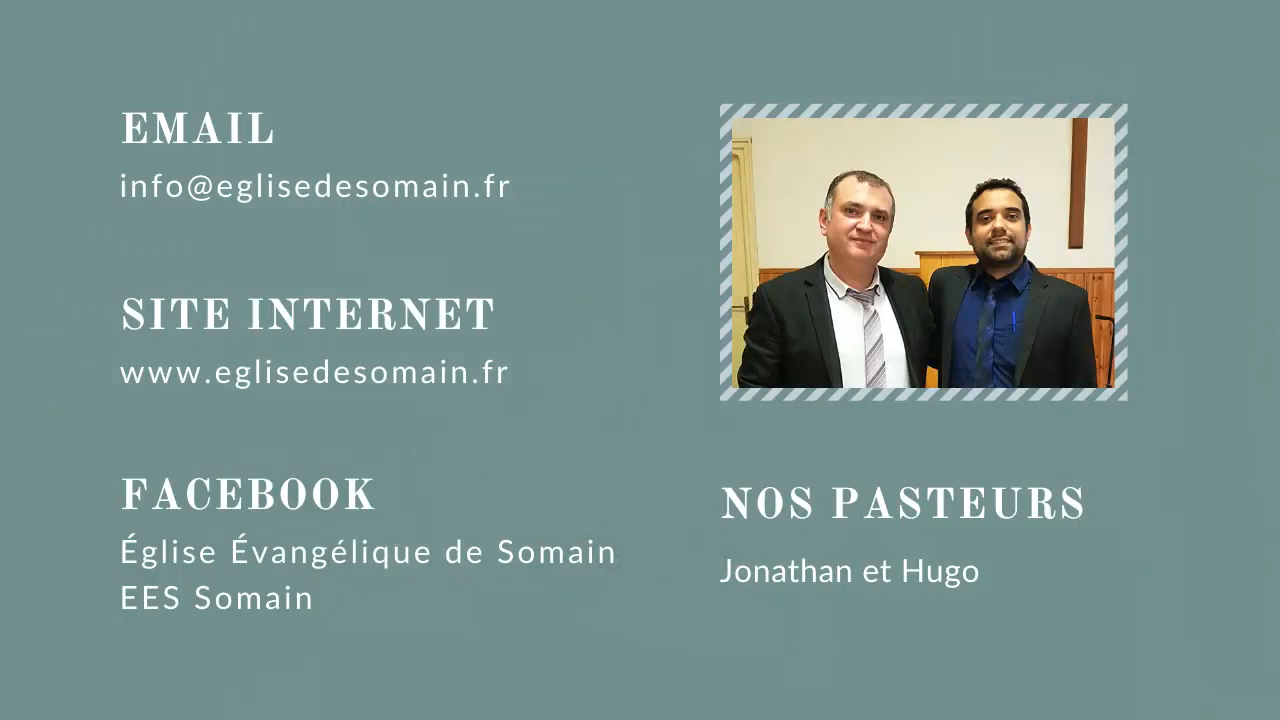 EMAIL
info@eglisedesomain.fr
SITE INTERNET
www.eglisedesomain.fr
FACEBOOK
Église Évangélique de Somain
EES Somain
NOS PASTEURS
Jonathan et Hugo